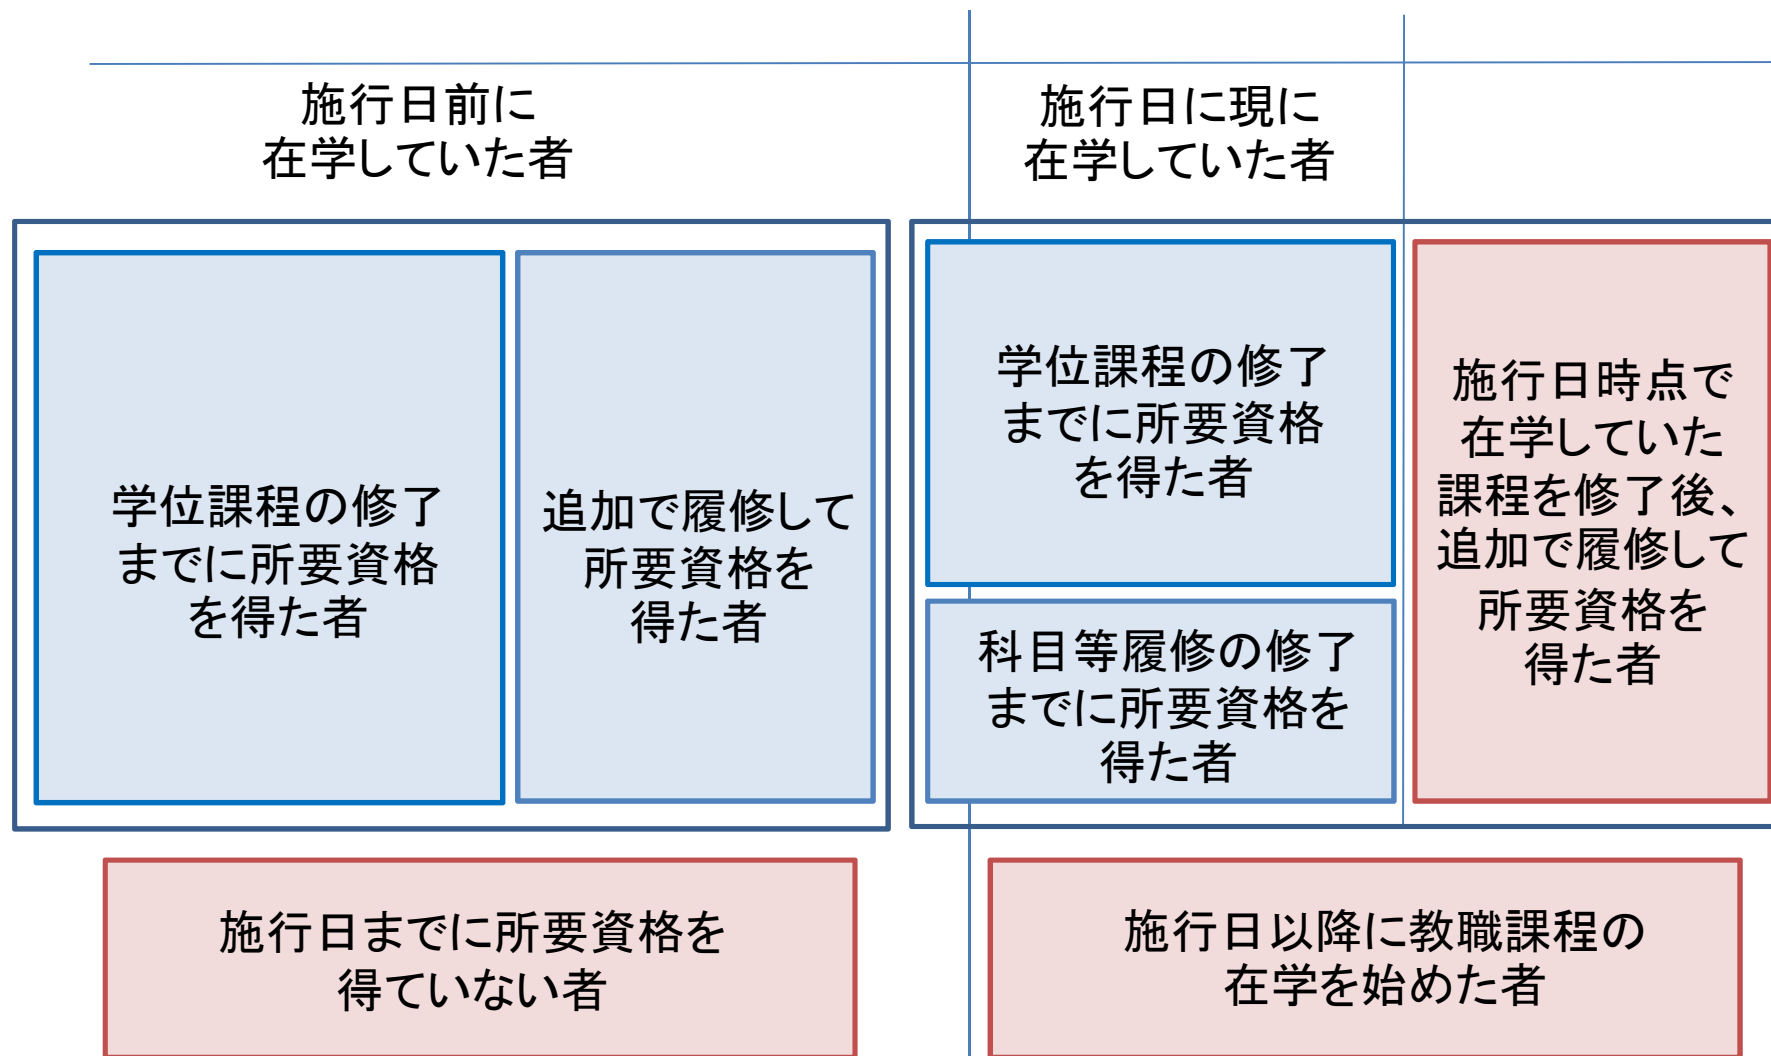 施行日前に
在学していた者
施行日に現に
在学していた者
学位課程の修了
までに所要資格
を得た者
追加で履修して
所要資格を
得た者
学位課程の修了
までに所要資格
を得た者
科目等履修の修了
までに所要資格を
得た者
施行日時点で
在学していた
課程を修了後、
追加で履修して
所要資格を
得た者
施行日までに所要資格を
得ていない者
施行日以降に教職課程の
在学を始めた者